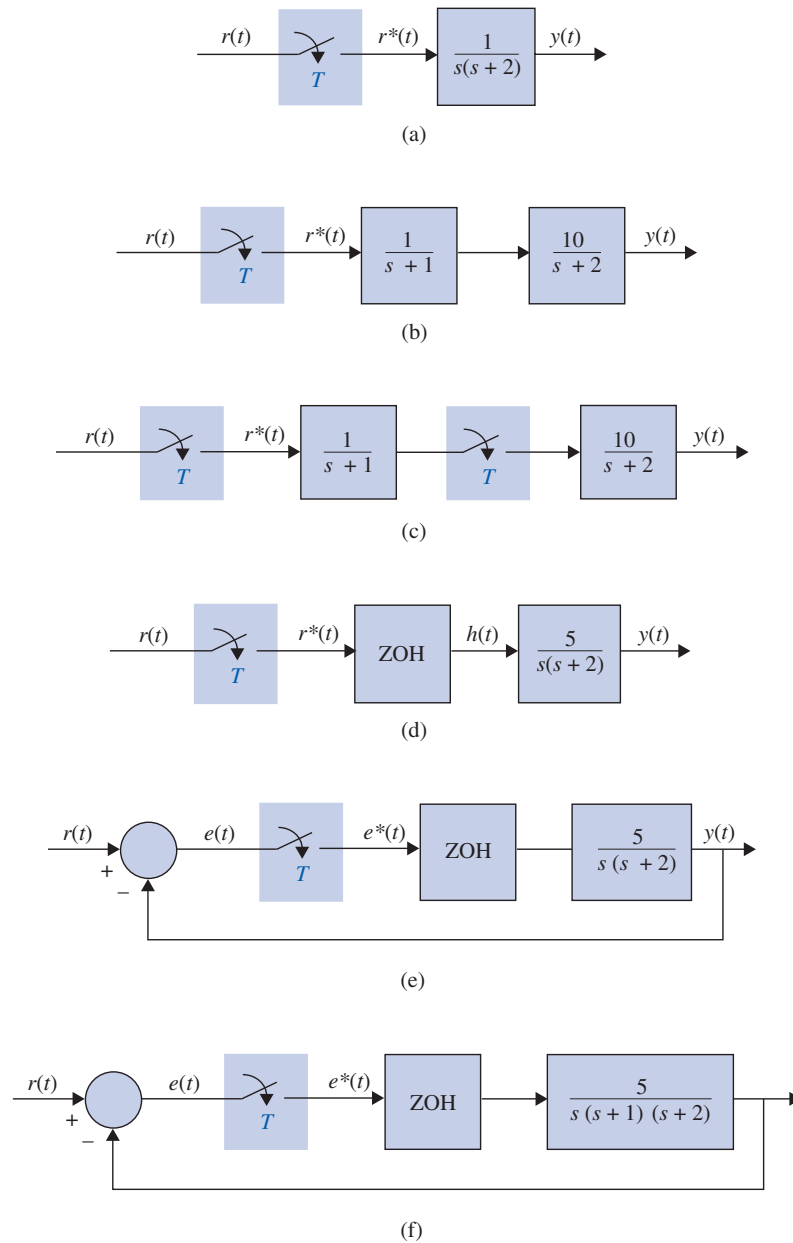 r(t) r*(t) 1 y(t)
T s(s + 2)
(a)
r(t) r*(t) 1 10 y(t)
T s + 1 s + 2
(b)
r(t) r*(t) 1 10 y(t)
T s + 1 T s + 2
(c)
r(t) r*(t) ZOH h(t) 5 y(t)
T s(s + 2)
(d)
r(t) e(t) e*(t) ZOH 5 y(t)
+ − T s (s + 2)
(e)
r(t) e(t) e*(t) ZOH 5
+ − T s (s + 1) (s + 2)
(f)